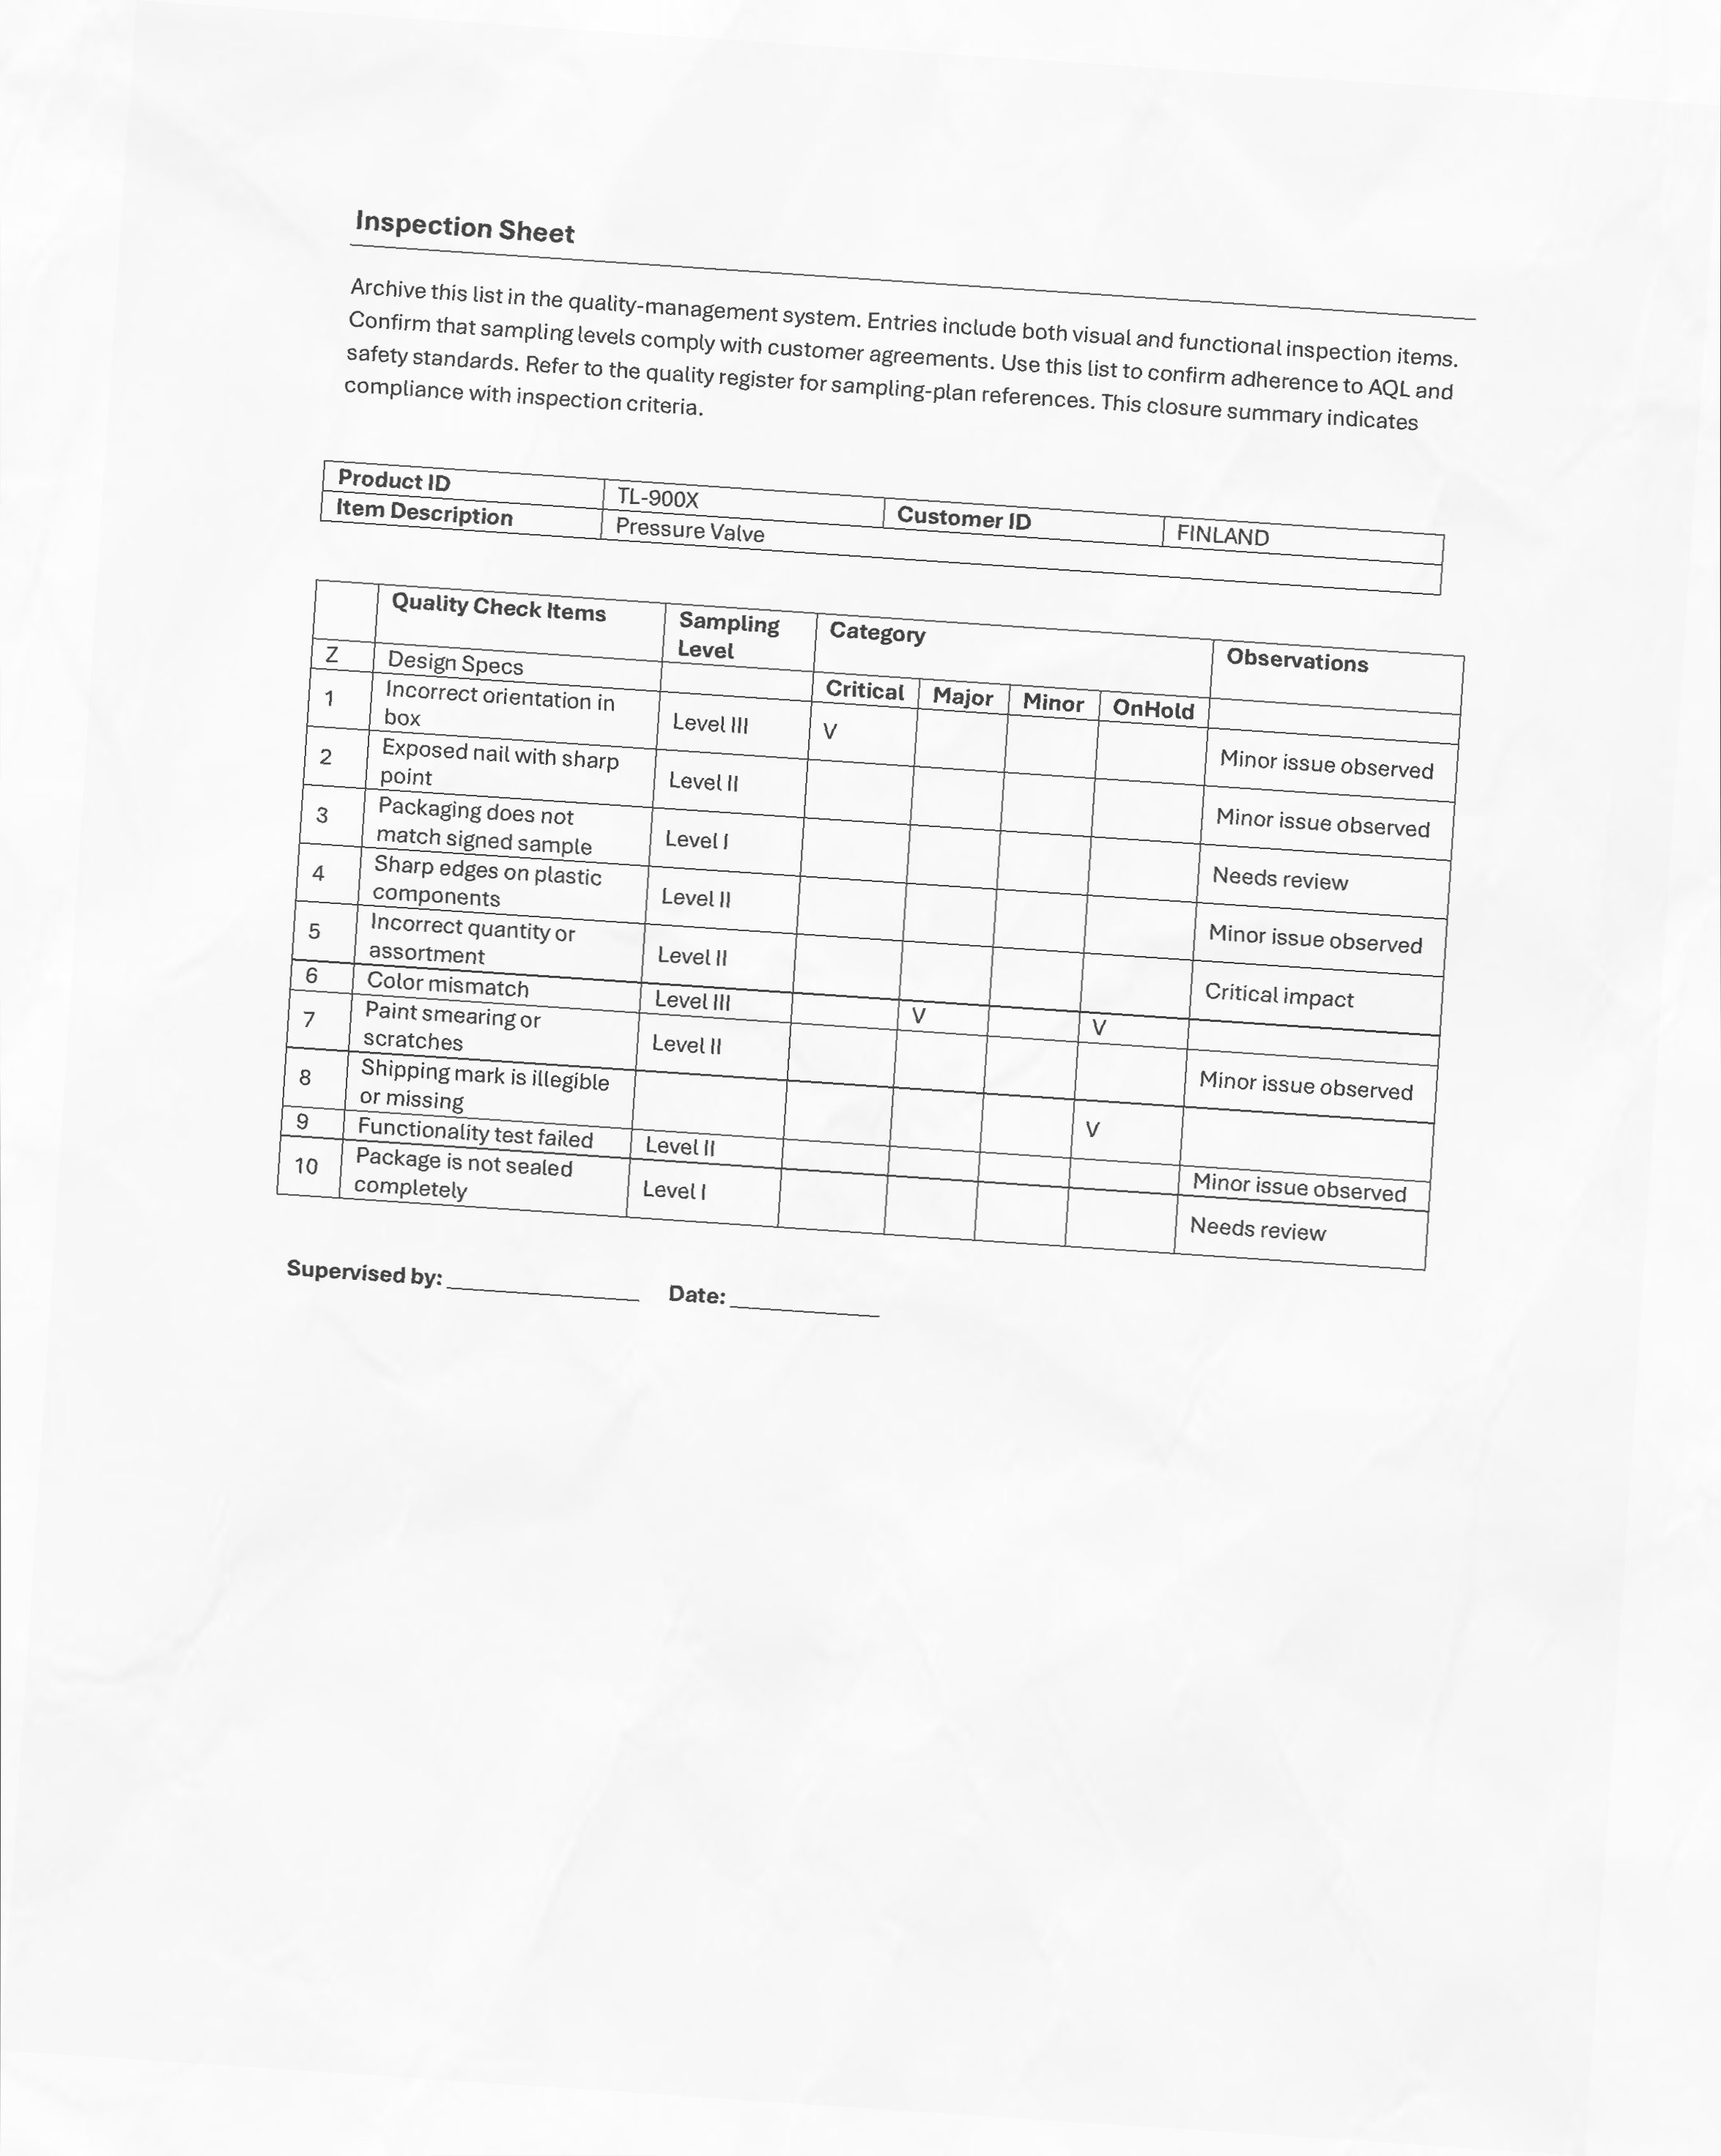 Inspection Sheet
Archive this list in the quality-management system. Entries include both visual and functional inspection items.
Confirm that sampling levels comply with customer agreements. Use this list to confirm adherence to AQL and
safety standards. Refer to the quality register for sampling-plan references. This closure summary indicates
compliance with inspection criteria.
Product ID TL-900X Customer ID FINLAND
Item Description Pressure Valve
Quality Check Items Sampling Category Observations
Level
Z Design Specs Critical Major Minor OnHold
1 Incorrect orientation in Level III V Minor issue observed
box
2 Exposed nail with sharp Level II Minor issue observed
point
3 Packaging does not Level I Needs review
match signed sample
4 Sharp edges on plastic Level II Minor issue observed
components
5 Incorrect quantity or Level II Critical impact
assortment
6 Color mismatch Level III V V
7 Paint smearing or Level II Minor issue observed
scratches
8 Shipping mark is illegible V
or missing
9 Functionality test failed Level II Minor issue observed
10 Package is not sealed Level I Needs review
completely
Supervised by: ________________ Date: ____________